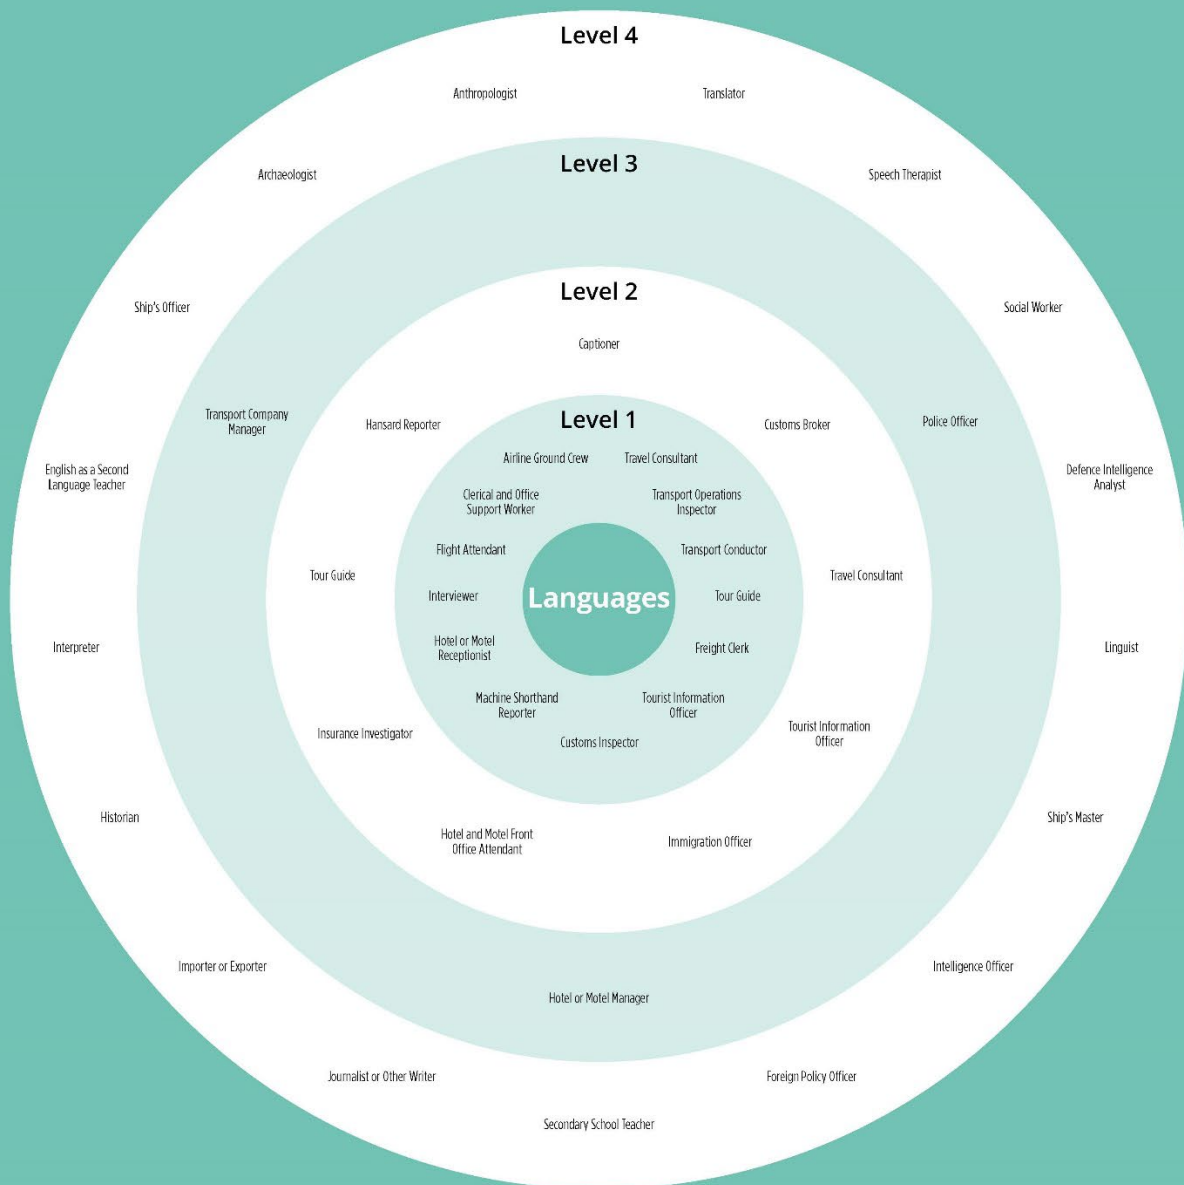 Level 4
Anthropologist
Translator
Archaeologist
Speech Therapist
Ship's Officer
Social Worker
English as a Second
Language Teacher
Defence Intelligence
Analyst
Interpreter
Linguist
Historian
Ship's Master
Importer or Exporter
Intelligence Officer
Journalist or Other Writer
Foreign Policy Officer
Secondary School Teacher
Level 3
Transport Company
Manager
Police Officer
Hotel or Motel Manager
Level 2
Captioner
Hansard Reporter
Customs Broker
Tour Guide
Travel Consultant
Insurance Investigator
Tourist Information
Officer
Hotel and Motel Front
Office Attendant
Immigration Officer
Level 1
Airline Ground Crew
Travel Consultant
Clerical and Office
Support Worker
Transport Operations
Inspector
Flight Attendant
Transport Conductor
Interviewer
Tour Guide
Hotel or Motel
Receptionist
Freight Clerk
Machine Shorthand
Reporter
Tourist Information
Officer
Customs Inspector
Languages